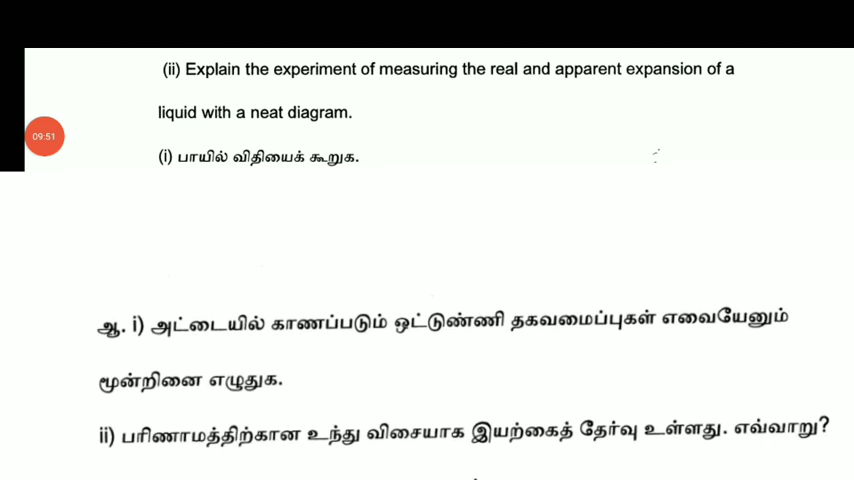 (ii) Explain the experiment of measuring the real and apparent expansion of a
liquid with a neat diagram.
09:51
(i) பாயில் விதியைக் கூறுக.
ஆ. i) அட்டையில் காணப்படும் ஒட்டுண்ணி தகவமைப்புகள் எவையேனும்
மூன்றினை எழுதுக.
ii) பரிணாமத்திற்கான உந்து விசையாக இயற்கைத் தேர்வு உள்ளது. எவ்வாறு?